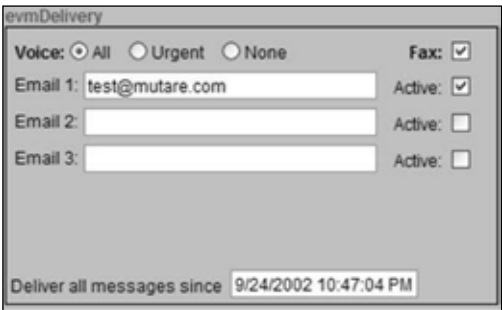 evmDelivery
Voice: All Urgent None Fax:
Email 1: test@mutare.com Active:
Email 2: Active:
Email 3: Active:
Deliver all messages since 9/24/2002 10:47:04 PM